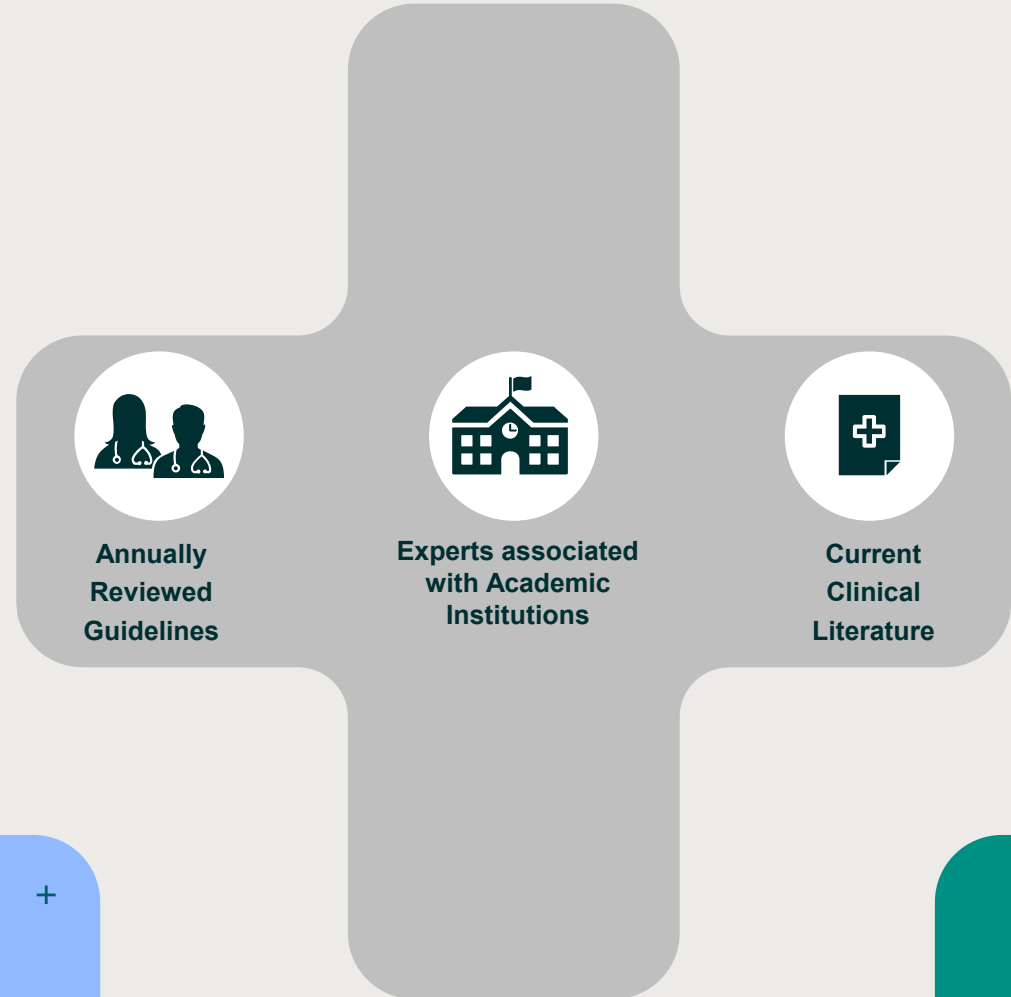 Annually
Reviewed
Guidelines
Experts associated
with Academic
Institutions
Current
Clinical
Literature
+